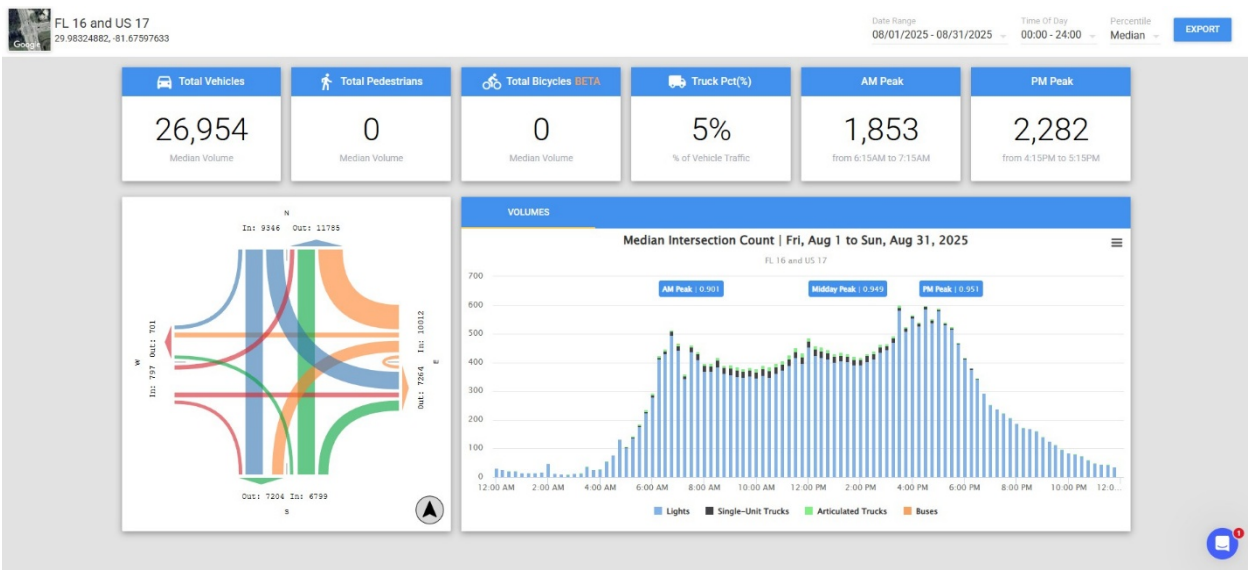 Google
FL 16 and US 17
29.98324882, -81.67597633
Date Range
08/01/2025 - 08/31/2025
Time Of Day
00:00 - 24:00
Percentile
Median
EXPORT
Total Vehicles
26,954
Median Volume
Total Pedestrians
0
Median Volume
Total Bicycles BETA
0
Median Volume
Truck Pct(%)
5%
% of Vehicle Traffic
AM Peak
1,853
from 6:15AM to 7:15AM
PM Peak
2,282
from 4:15PM to 5:15PM
N
In: 9346 Out: 11785
W
In: 797 Out: 701
E
Out: 7264 In: 10012
Out: 7204 In: 6799
S
VOLUMES
Median Intersection Count | Fri, Aug 1 to Sun, Aug 31, 2025
FL 16 and US 17
AM Peak | 0.901
Midday Peak | 0.949
PM Peak | 0.951
700
600
500
400
300
200
100
0
12:00 AM 2:00 AM 4:00 AM 6:00 AM 8:00 AM 10:00 AM 12:00 PM 2:00 PM 4:00 PM 6:00 PM 8:00 PM 10:00 PM 12:0...
Lights Single-Unit Trucks Articulated Trucks Buses
1